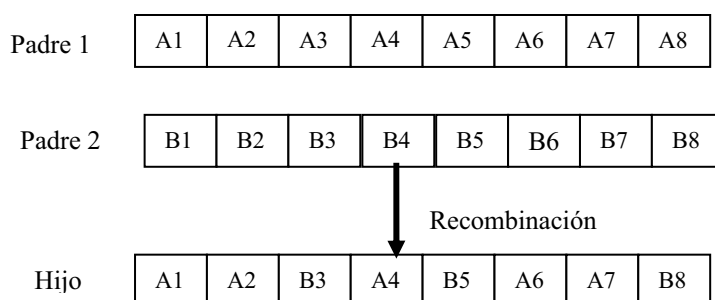 Padre 1 A1 A2 A3 A4 A5 A6 A7 A8
Padre 2 B1 B2 B3 B4 B5 B6 B7 B8
Recombinación
Hijo A1 A2 B3 A4 B5 A6 A7 B8